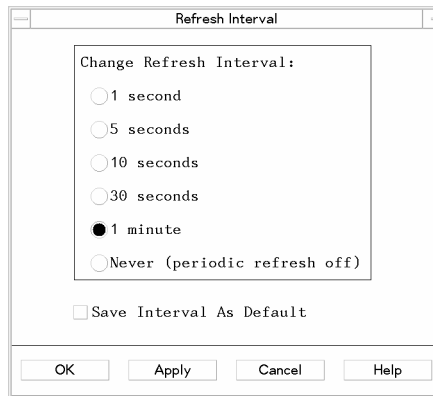 Refresh Interval
Change Refresh Interval:
1 second
5 seconds
10 seconds
30 seconds
1 minute
Never (periodic refresh off)
Save Interval As Default
OK Apply Cancel Help